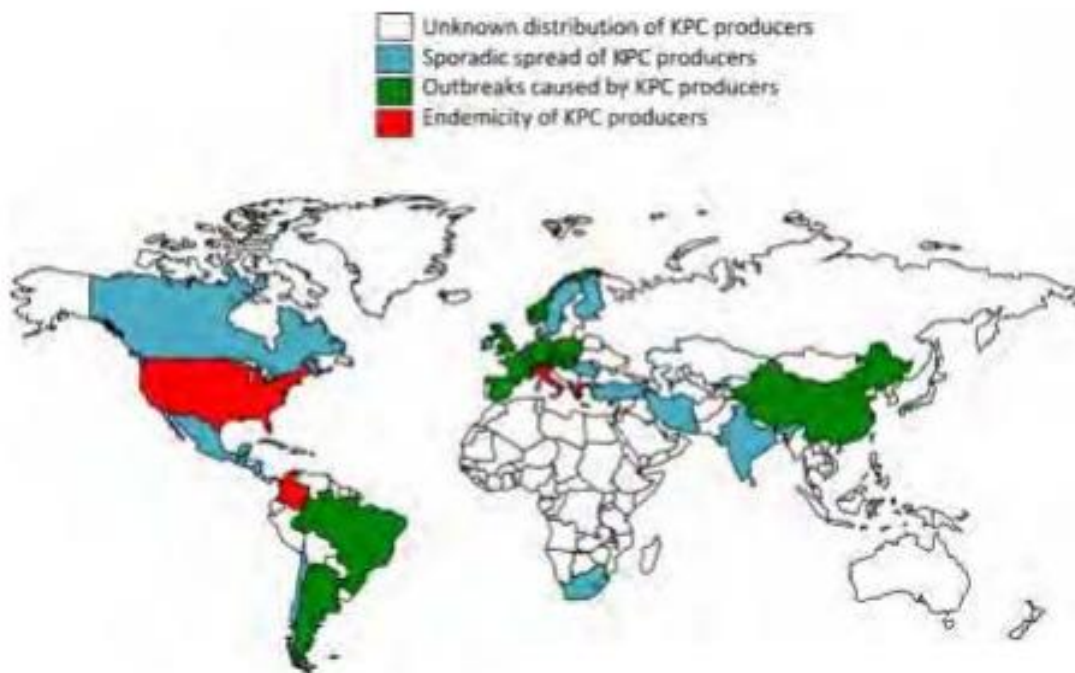 Unknown distribution of KPC producers
Sporadic spread of KPC producers
Outbreaks caused by KPC producers
Endemicity of KPC producers